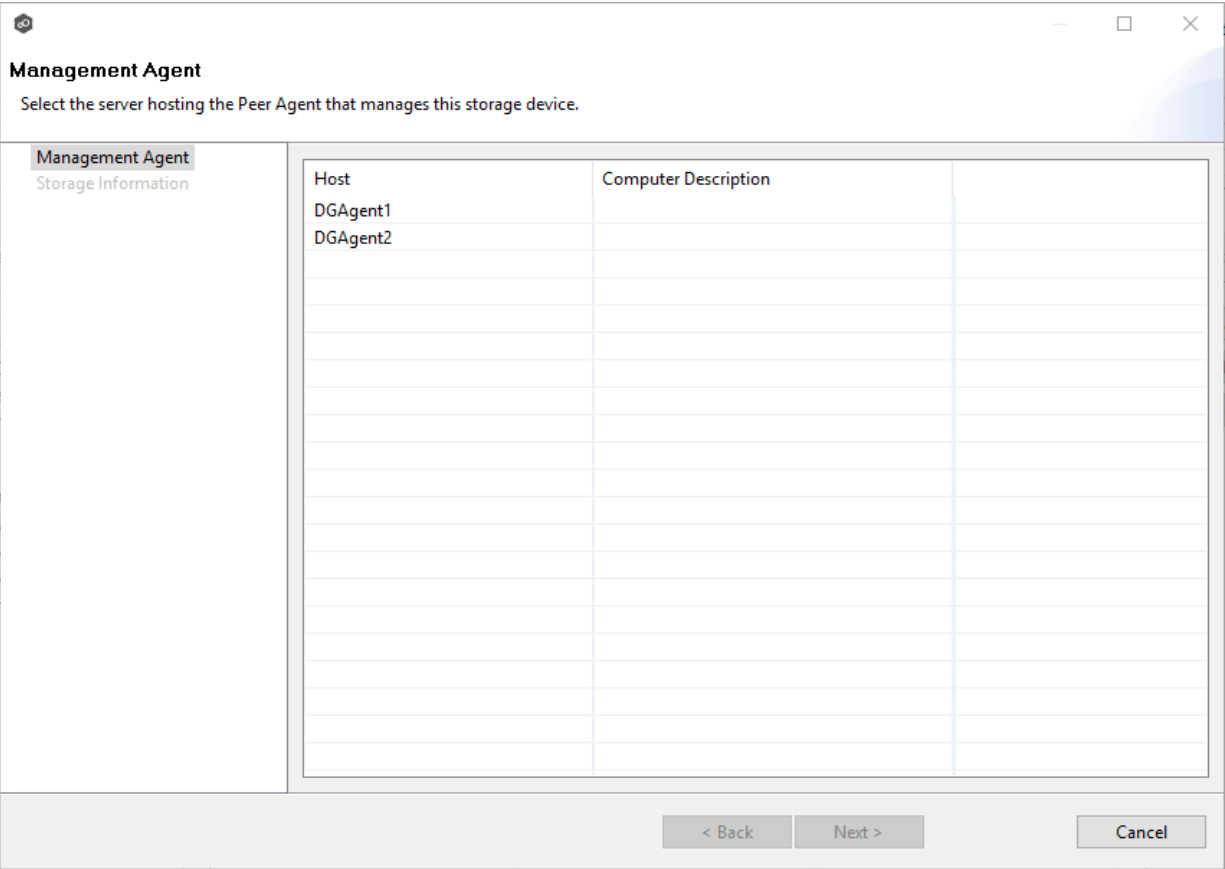 Management Agent
Select the server hosting the Peer Agent that manages this storage device.
Management Agent
Storage Information
Host Computer Description
DGAgent1
DGAgent2
< Back Next > Cancel